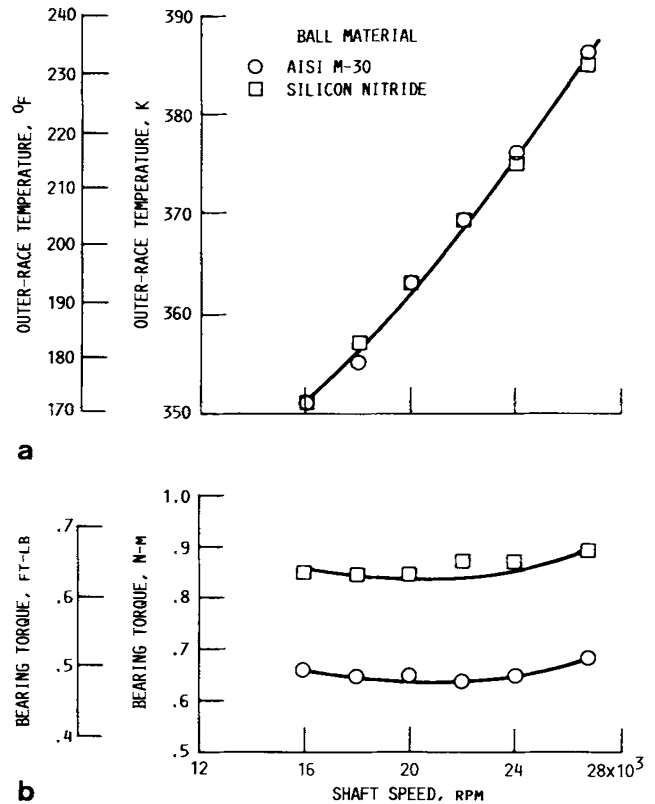 OUTER-RACE TEMPERATURE, °F
240
230
220
210
200
190
180
170
OUTER-RACE TEMPERATURE, K
390
380
370
360
350
BALL MATERIAL
AISI M-30
SILICON NITRIDE
a
BEARING TORQUE, FT-LB
.7
.6
.5
.4
BEARING TORQUE, N-M
1.0
.9
.8
.7
.6
.5
12
16
20
24
28x10³
SHAFT SPEED, RPM
b